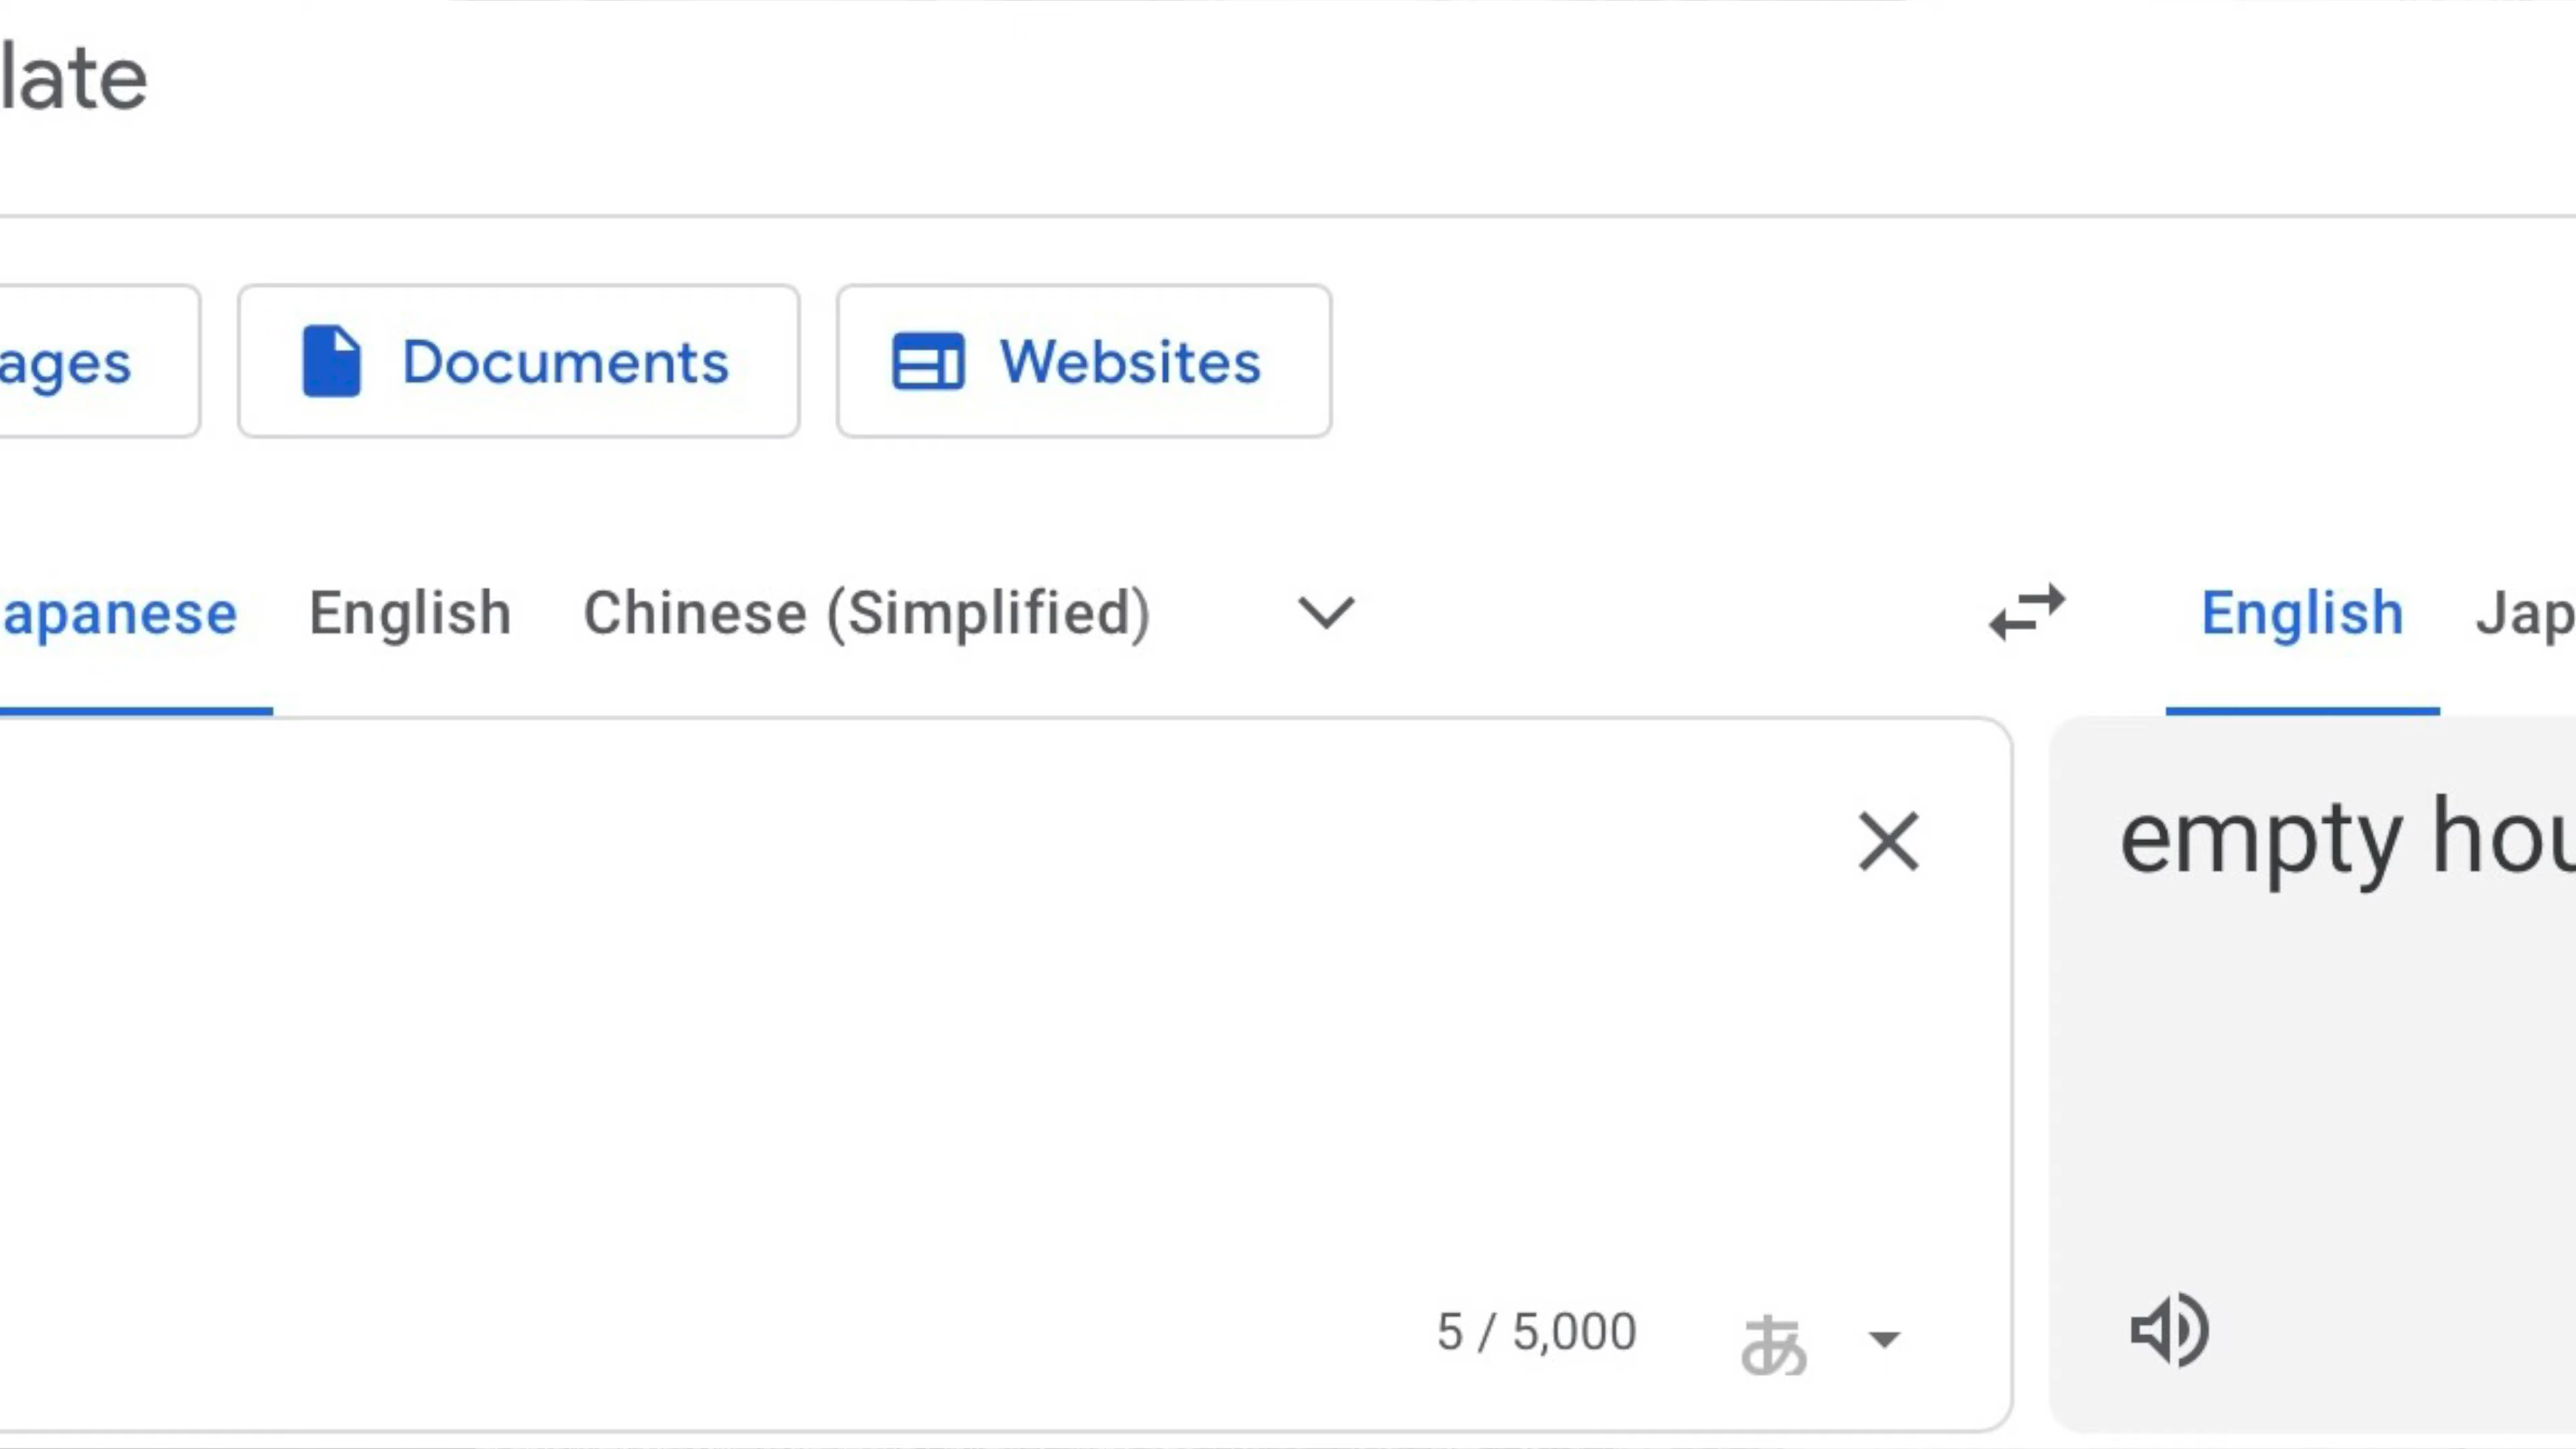 late
ages Documents Websites
apanese English Chinese (Simplified) English Jap
empty hou
5 / 5,000 あ